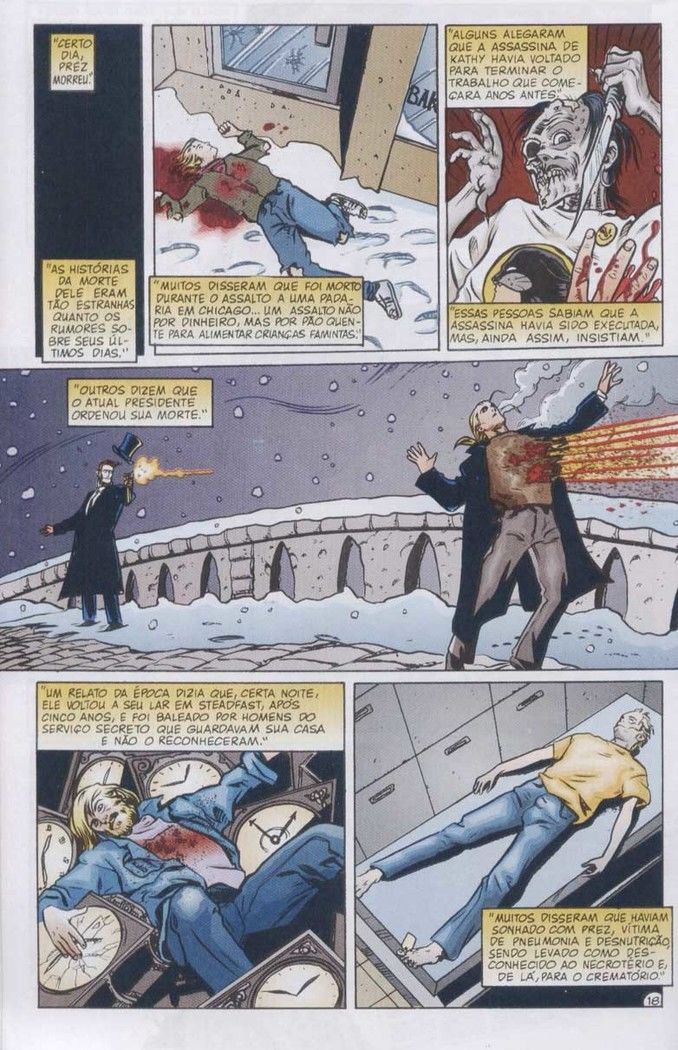 "CERTO
DIA,
PREZ
MORREU."
"AS HISTÓRIAS
DA MORTE
DELE ERAM
TÃO ESTRANHAS
QUANTO OS
RUMORES SO-
BRE SEUS ÚL-
TIMOS DIAS."
BAK
"MUITOS DISSERAM QUE FOI MORTO
DURANTE O ASSALTO A UMA PADA-
RIA EM CHICAGO... UM ASSALTO NÃO
POR DINHEIRO, MAS POR PÃO QUEN-
TE PARA ALIMENTAR CRIANÇAS FAMINTAS."
"ALGUNS ALEGARAM
QUE A ASSASSINA DE
KATHY HAVIA VOLTADO
PARA TERMINAR O
TRABALHO QUE COME-
ÇARA ANOS ANTES."
"ESSAS PESSOAS SABIAM QUE A
ASSASSINA HAVIA SIDO EXECUTADA,
MAS, AINDA ASSIM, INSISTIAM."
"OUTROS DIZEM QUE
O ATUAL PRESIDENTE
ORDENOU SUA MORTE."
"UM RELATO DA ÉPOCA DIZIA QUE, CERTA NOITE,
ELE VOLTOU A SEU LAR EM STEADFAST, APÓS
CINCO ANOS, E FOI BALEADO POR HOMENS DO
SERVIÇO SECRETO QUE GUARDAVAM SUA CASA
E NÃO O RECONHECERAM."
"MUITOS DISSERAM QUE HAVIAM
SONHADO COM PREZ, VÍTIMA
DE PNEUMONIA E DESNUTRIÇÃO,
SENDO LEVADO COMO DES-
CONHECIDO AO NECROTÉRIO E,
DE LÁ, PARA O CREMATÓRIO."
18